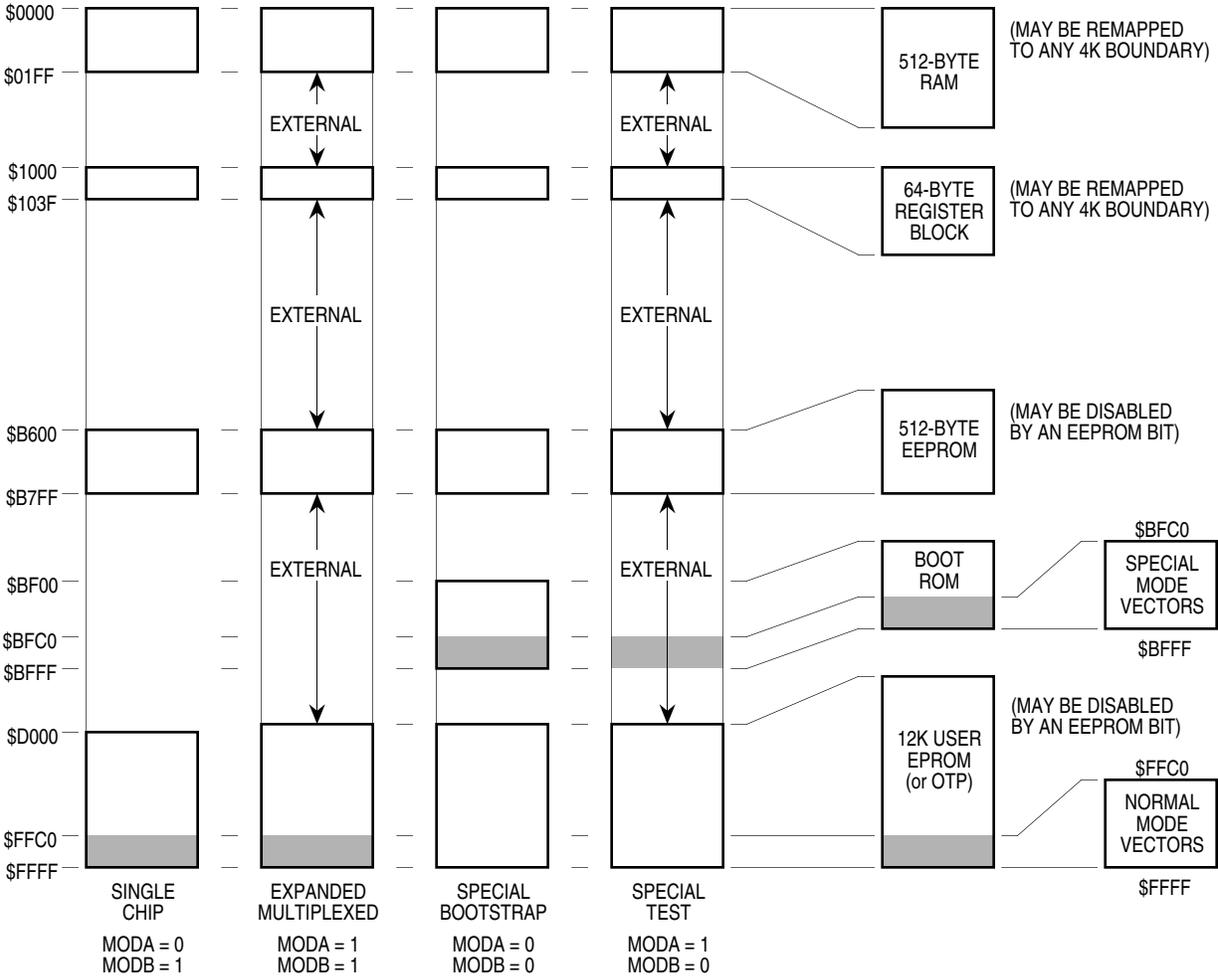 $0000
$01FF
$1000
$103F
$B600
$B7FF
$BF00
$BFC0
$BFFF
$D000
$FFC0
$FFFF
EXTERNAL
EXTERNAL
EXTERNAL
EXTERNAL
EXTERNAL
EXTERNAL
512-BYTE
RAM
(MAY BE REMAPPED
TO ANY 4K BOUNDARY)
64-BYTE
REGISTER
BLOCK
(MAY BE REMAPPED
TO ANY 4K BOUNDARY)
512-BYTE
EEPROM
(MAY BE DISABLED
BY AN EEPROM BIT)
BOOT
ROM
$BFC0
SPECIAL
MODE
VECTORS
$BFFF
12K USER
EPROM
(or OTP)
(MAY BE DISABLED
BY AN EEPROM BIT)
$FFC0
NORMAL
MODE
VECTORS
$FFFF
SINGLE
CHIP
MODA = 0
MODB = 1
EXPANDED
MULTIPLEXED
MODA = 1
MODB = 1
SPECIAL
BOOTSTRAP
MODA = 0
MODB = 0
SPECIAL
TEST
MODA = 1
MODB = 0